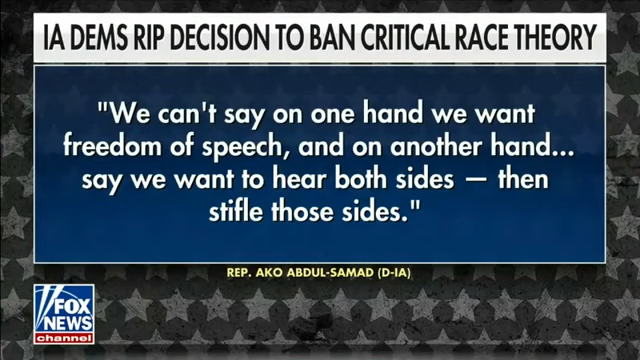 IA DEMS RIP DECISION TO BAN CRITICAL RACE THEORY
"We can't say on one hand we want
freedom of speech, and on another hand...
say we want to hear both sides — then
stifle those sides."
REP. AKO ABDUL-SAMAD (D-IA)
FOX
NEWS
channel